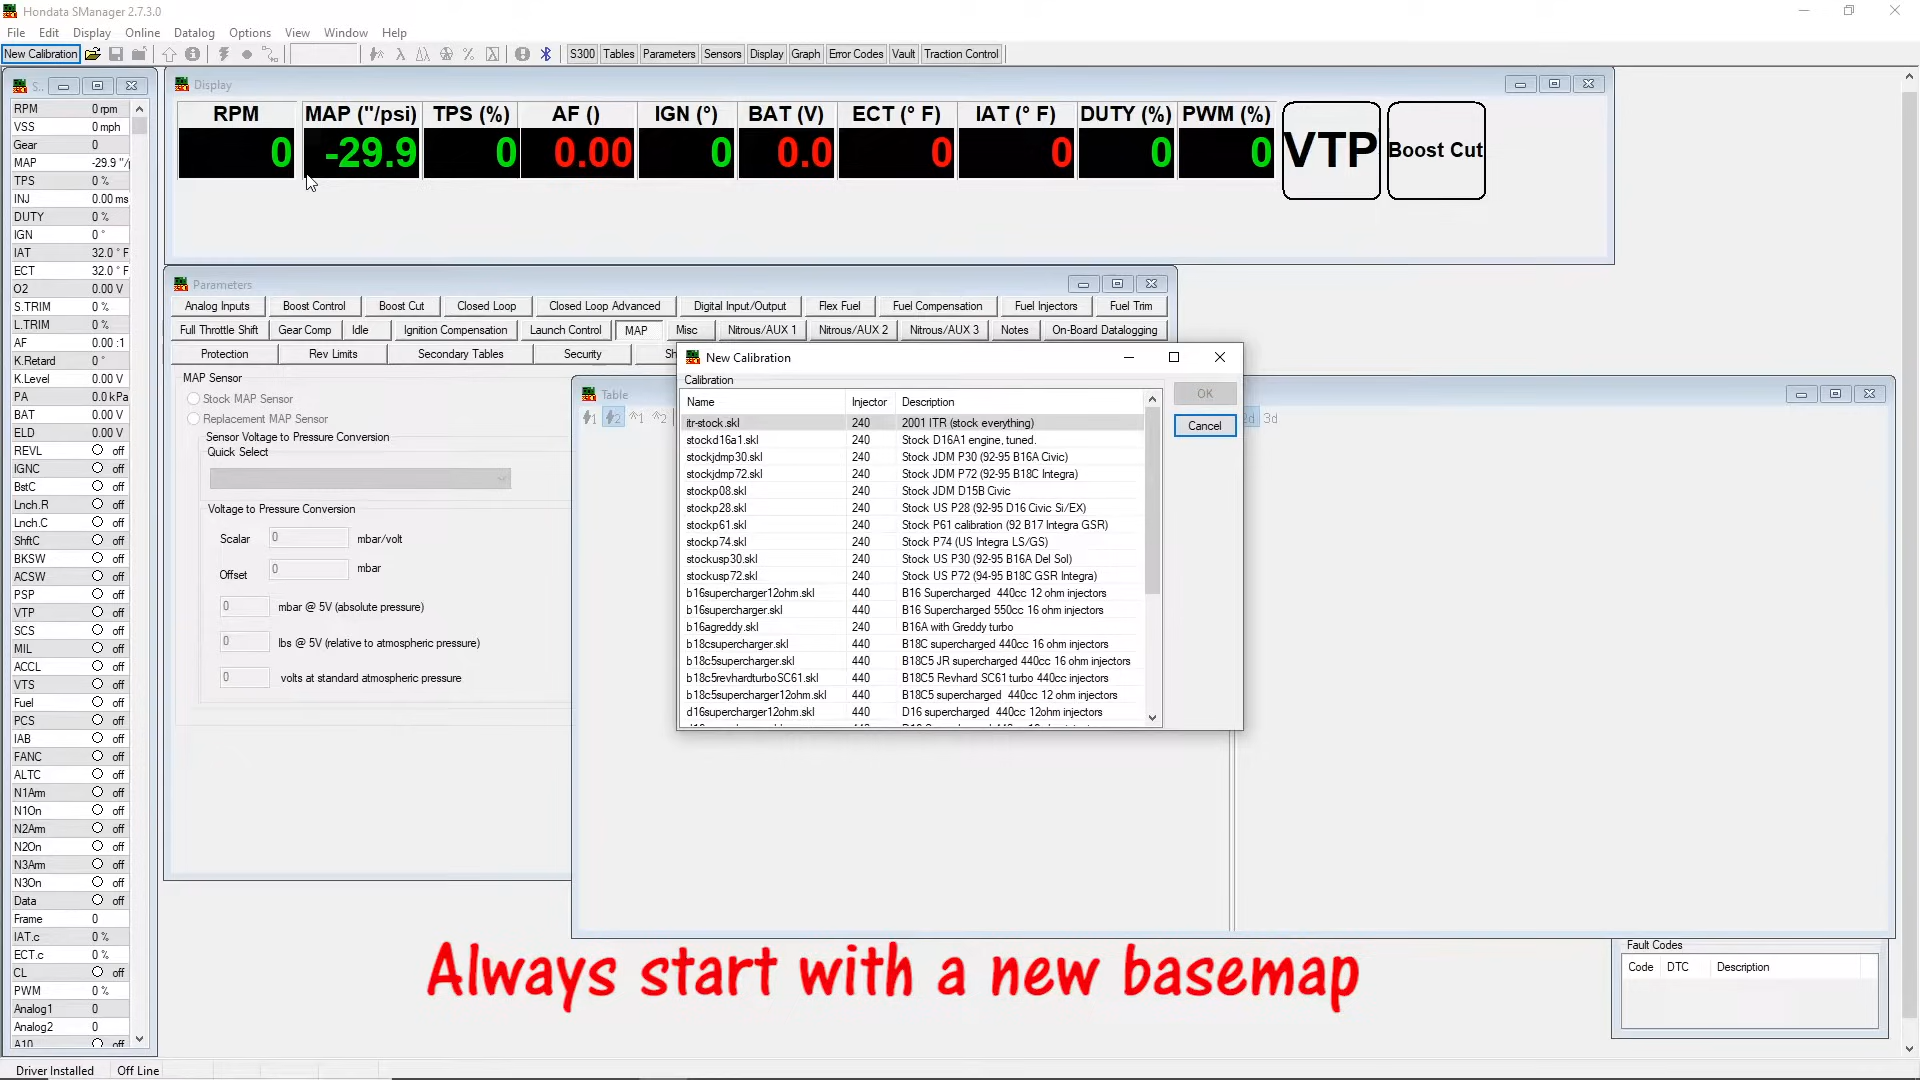 Hondata SManager 2.7.3.0
File Edit Display Online Datalog Options View Window Help
New Calibration S300 Tables Parameters Sensors Display Graph Error Codes Vault Traction Control
S...
RPM 0 rpm
VSS 0 mph
Gear 0
MAP -29.9 "/
TPS 0 %
INJ 0.00 ms
DUTY 0 %
IGN 0 °
IAT 32.0 ° F
ECT 32.0 ° F
O2 0.00 V
S.TRIM 0 %
L.TRIM 0 %
AF 0.00 :1
K.Retard 0 °
K.Level 0.00 V
PA 0.0 kPa
BAT 0.00 V
ELD 0.00 V
REVL off
IGNC off
BstC off
Lnch.R off
Lnch.C off
ShftC off
BKSW off
ACSW off
PSP off
VTP off
SCS off
MIL off
ACCL off
VTS off
Fuel off
PCS off
IAB off
FANC off
ALTC off
N1Arm off
N1On off
N2Arm off
N2On off
N3Arm off
N3On off
Data off
Frame 0
IAT.c 0 %
ECT.c 0 %
CL off
PWM 0 %
Analog1 0
Analog2 0
A10 off
Display
RPM MAP ("/psi) TPS (%) AF () IGN (°) BAT (V) ECT (° F) IAT (° F) DUTY (%) PWM (%)
0 -29.9 0 0.00 0 0.0 0 0 0 0
VTP Boost Cut
Parameters
Analog Inputs Boost Control Boost Cut Closed Loop Closed Loop Advanced Digital Input/Output Flex Fuel Fuel Compensation Fuel Injectors Fuel Trim
Full Throttle Shift Gear Comp Idle Ignition Compensation Launch Control MAP Misc Nitrous/AUX 1 Nitrous/AUX 2 Nitrous/AUX 3 Notes On-Board Datalogging
Protection Rev Limits Secondary Tables Security Sh
MAP Sensor
Stock MAP Sensor
Replacement MAP Sensor
Sensor Voltage to Pressure Conversion
Quick Select
Voltage to Pressure Conversion
Scalar 0 mbar/volt
Offset 0 mbar
0 mbar @ 5V (absolute pressure)
0 lbs @ 5V (relative to atmospheric pressure)
0 volts at standard atmospheric pressure
Table
1 2 1 2 2d 3d
New Calibration
Calibration
Name Injector Description
itr-stock.skl 240 2001 ITR (stock everything)
stockd16a1.skl 240 Stock D16A1 engine, tuned.
stockjdmp30.skl 240 Stock JDM P30 (92-95 B16A Civic)
stockjdmp72.skl 240 Stock JDM P72 (92-95 B18C Integra)
stockp08.skl 240 Stock JDM D15B Civic
stockp28.skl 240 Stock US P28 (92-95 D16 Civic Si/EX)
stockp61.skl 240 Stock P61 calibration (92 B17 Integra GSR)
stockp74.skl 240 Stock P74 (US Integra LS/GS)
stockusp30.skl 240 Stock US P30 (92-95 B16A Del Sol)
stockusp72.skl 240 Stock US P72 (94-95 B18C GSR Integra)
b16supercharger12ohm.skl 440 B16 Supercharged 440cc 12 ohm injectors
b16supercharger.skl 440 B16 Supercharged 550cc 16 ohm injectors
b16agreddy.skl 240 B16A with Greddy turbo
b18csupercharger.skl 440 B18C supercharged 440cc 16 ohm injectors
b18c5supercharger.skl 440 B18C5 JR supercharged 440cc 16 ohm injectors
b18c5revhardturboSC61.skl 440 B18C5 Revhard SC61 turbo 440cc injectors
b18c5supercharger12ohm.skl 440 B18C5 supercharged 440cc 12 ohm injectors
d16supercharger12ohm.skl 440 D16 supercharged 440cc 12ohm injectors
OK
Cancel
Fault Codes
Code DTC Description
Always start with a new basemap
Driver Installed Off Line